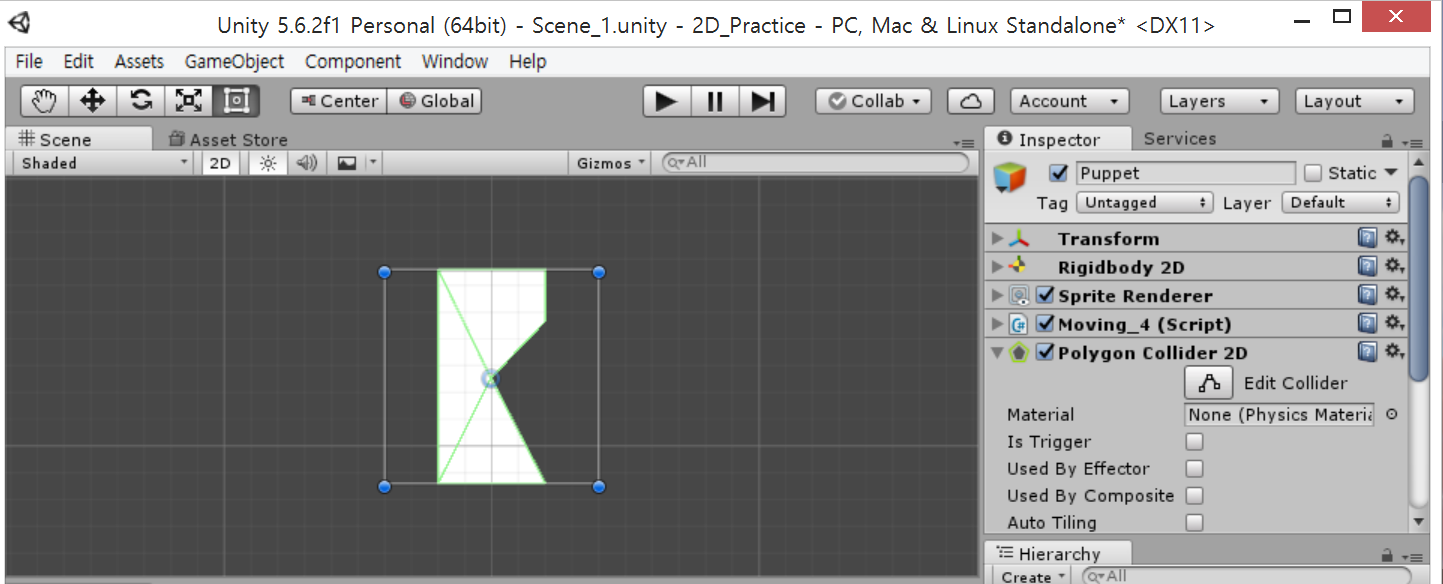 Unity 5.6.2f1 Personal (64bit) - Scene_1.unity - 2D_Practice - PC, Mac & Linux Standalone* <DX11>
File Edit Assets GameObject Component Window Help
Center Global Collab Account Layers Layout
Scene Asset Store
Shaded 2D Gizmos All
Inspector Services
Puppet Static
Tag Untagged Layer Default
Transform
Rigidbody 2D
Sprite Renderer
Moving_4 (Script)
Polygon Collider 2D
Edit Collider
Material None (Physics Materia
Is Trigger
Used By Effector
Used By Composite
Auto Tiling
Hierarchy
Create All